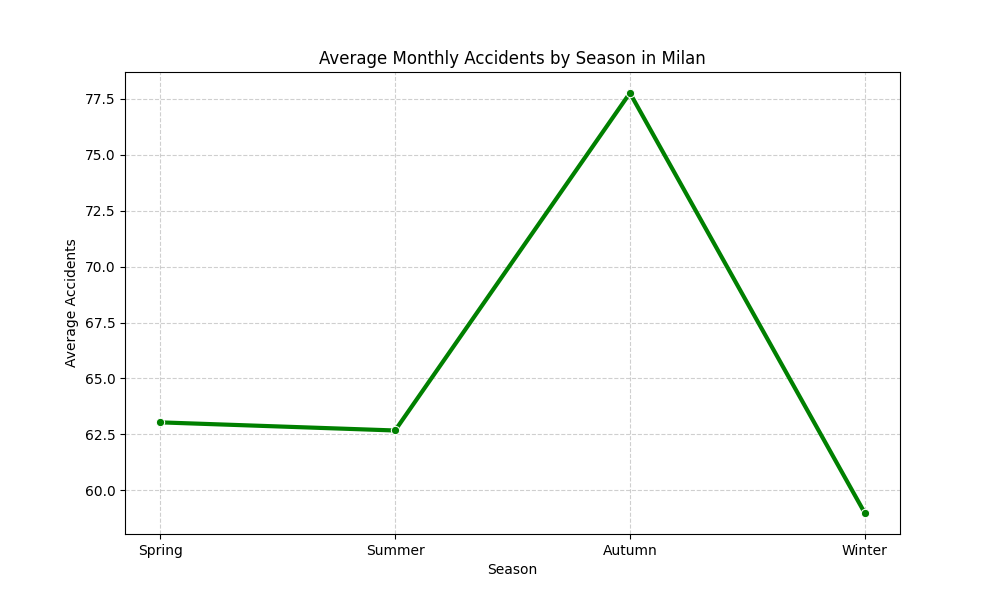 Average Monthly Accidents by Season in Milan
77.5
75.0
72.5
70.0
67.5
65.0
62.5
60.0
Average Accidents
Spring Summer Autumn Winter
Season